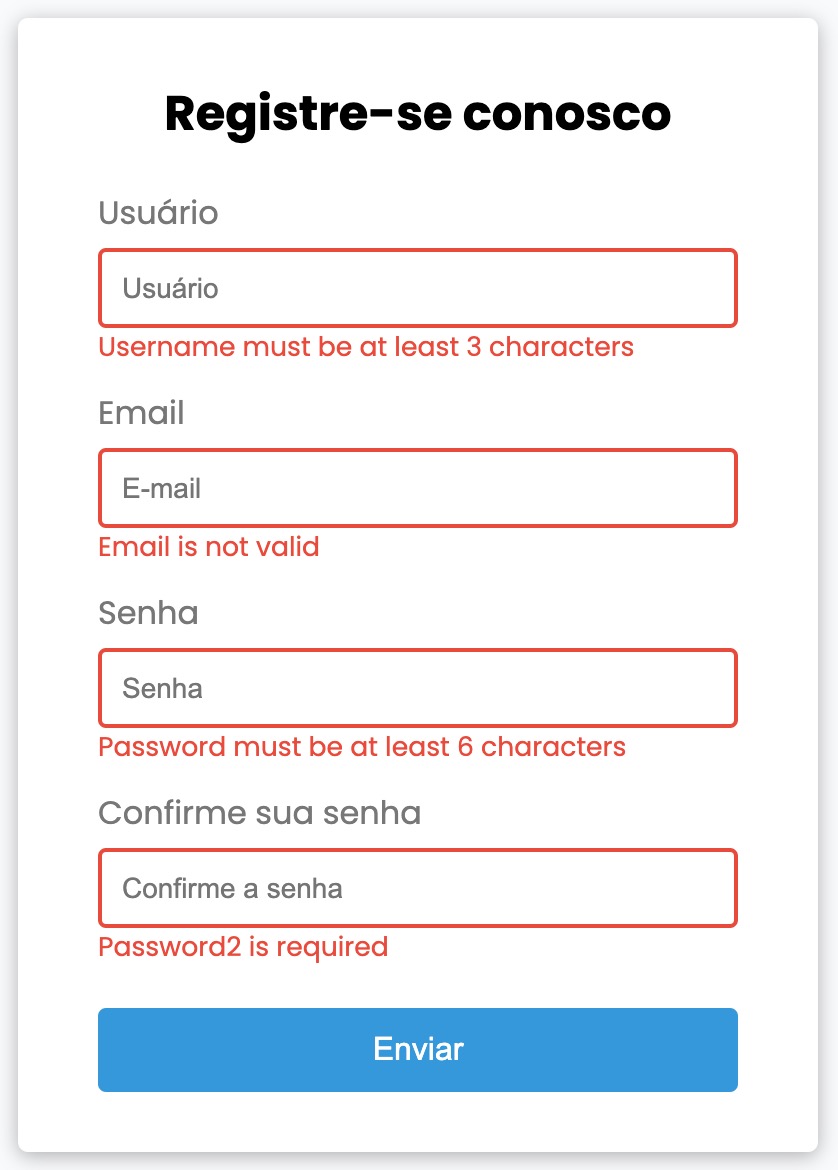 Registre-se conosco
Usuário
Usuário
Username must be at least 3 characters
Email
E-mail
Email is not valid
Senha
Senha
Password must be at least 6 characters
Confirme sua senha
Confirme a senha
Password2 is required
Enviar